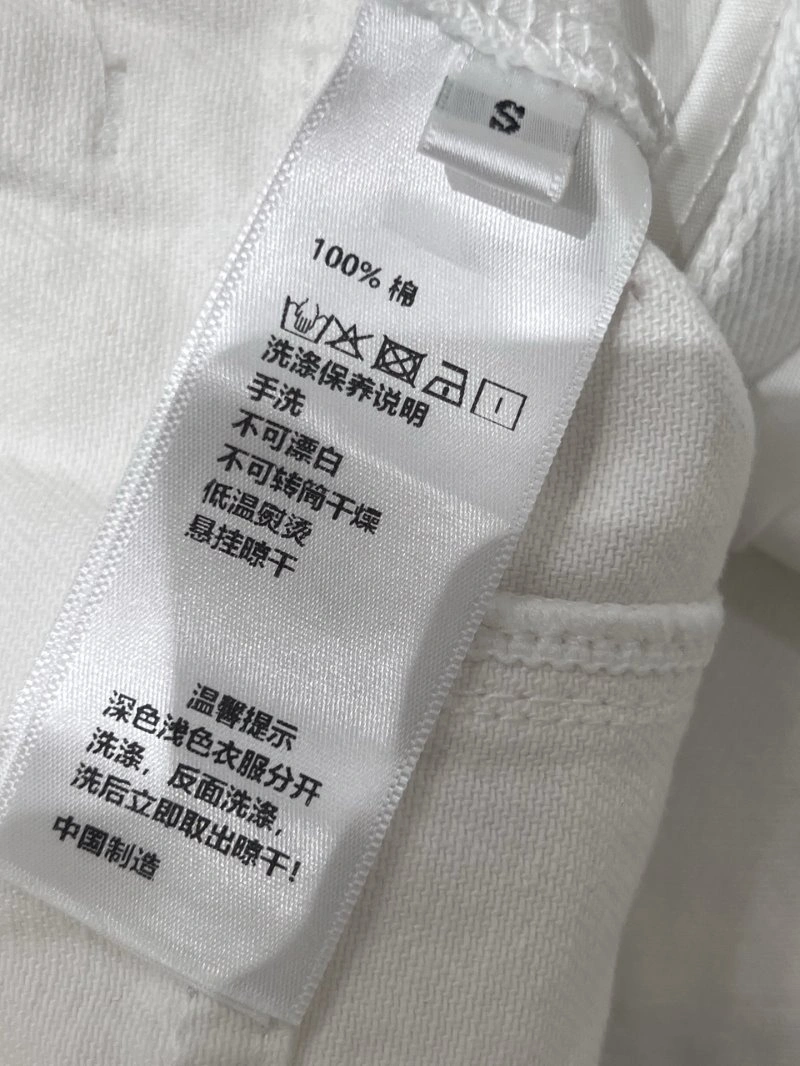 S
100% 棉
洗涤保养说明
手洗
不可漂白
不可转筒干燥
低温熨烫
悬挂晾干
温馨提示
深色浅色衣服分开
洗涤，反面洗涤，
洗后立即取出晾干！
中国制造